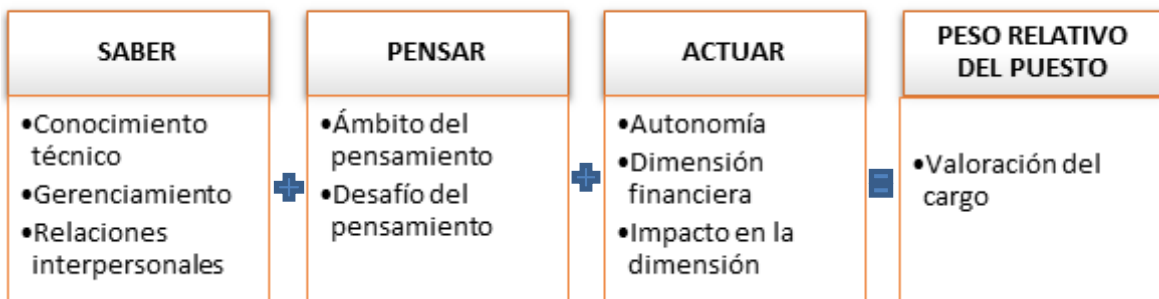 SABER
•Conocimiento
técnico
•Gerenciamiento
•Relaciones
interpersonales
PENSAR
•Ámbito del
pensamiento
•Desafío del
pensamiento
ACTUAR
•Autonomía
•Dimensión
financiera
•Impacto en la
dimensión
PESO RELATIVO
DEL PUESTO
•Valoración del
cargo